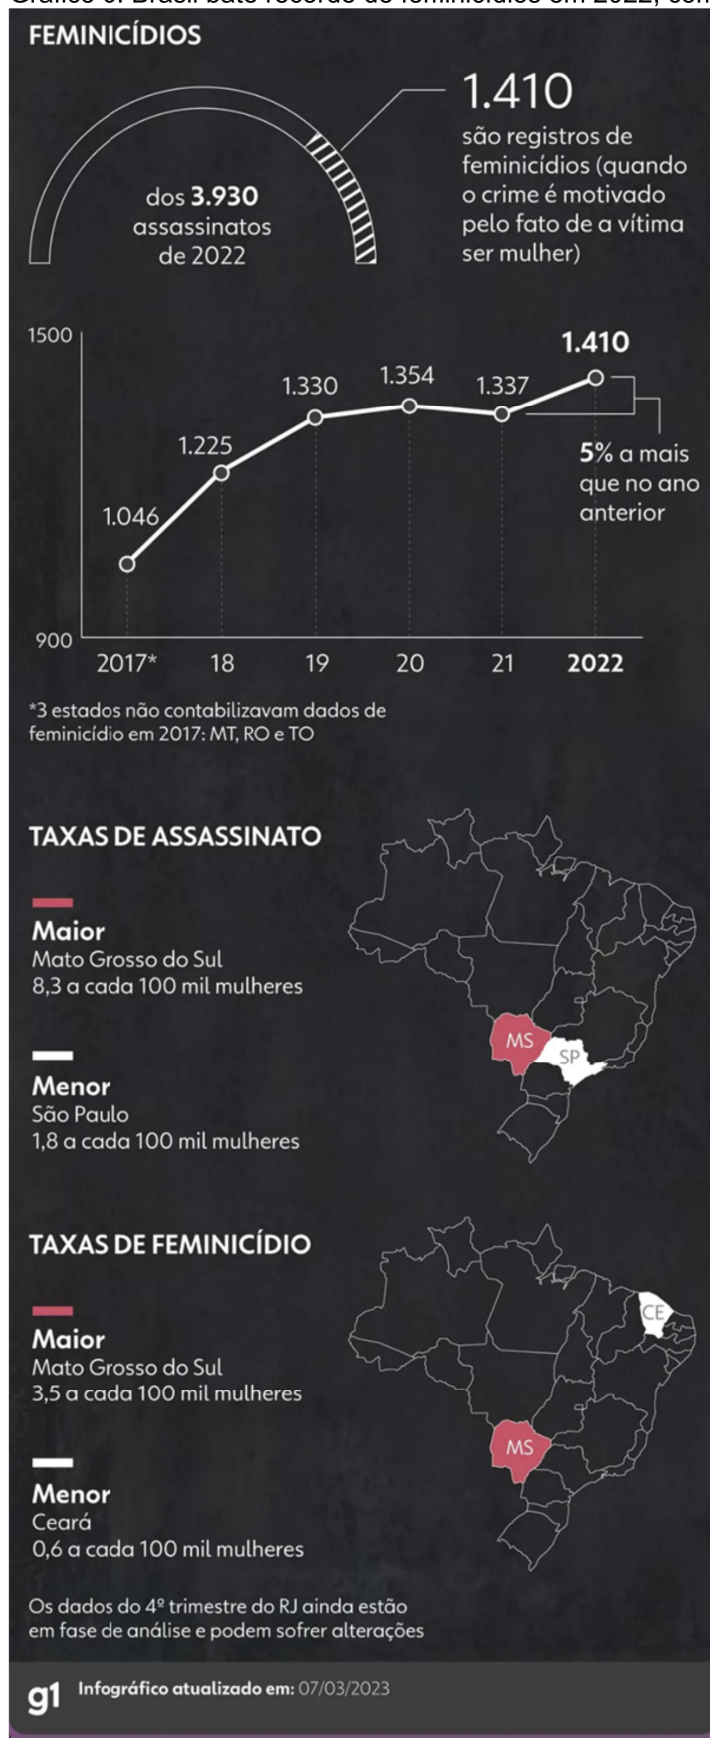 FEMINICÍDIOS
1.410
são registros de
feminicídios (quando
o crime é motivado
pelo fato de a vítima
ser mulher)
dos 3.930
assassinatos
de 2022
1500
1.046
1.225
1.330
1.354
1.337
1.410
5% a mais
que no ano
anterior
900
2017*
18
19
20
21
2022
*3 estados não contabilizavam dados de
feminicídio em 2017: MT, RO e TO
TAXAS DE ASSASSINATO
Maior
Mato Grosso do Sul
8,3 a cada 100 mil mulheres
Menor
São Paulo
1,8 a cada 100 mil mulheres
MS
SP
TAXAS DE FEMINICÍDIO
Maior
Mato Grosso do Sul
3,5 a cada 100 mil mulheres
Menor
Ceará
0,6 a cada 100 mil mulheres
CE
MS
Os dados do 4º trimestre do RJ ainda estão
em fase de análise e podem sofrer alterações
g1 Infográfico atualizado em: 07/03/2023